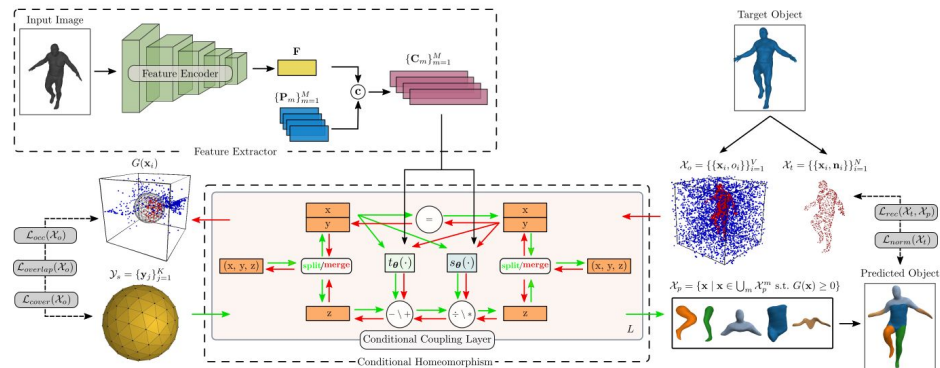 Input Image
Feature Encoder
F
{P_m}_{m=1}^M
c
{C_m}_{m=1}^M
Feature Extractor
Target Object
G(x_i)
𝒳_o = {{x_i, o_i}}_{i=1}^V
𝒳_t = {{x_i, n_i}}_{i=1}^N
ℒ_occ(𝒳_o)
ℒ_overlap(𝒳_o)
ℒ_cover(𝒳_o)
𝒴_s = {y_j}_{j=1}^K
x
y
=
x
y
(x, y, z)
split/merge
t_θ(·)
s_θ(·)
split/merge
(x, y, z)
z
− \ +
÷ \ *
z
L
Conditional Coupling Layer
Conditional Homeomorphism
ℒ_rec(𝒳_t, 𝒳_p)
ℒ_norm(𝒳_t)
Predicted Object
𝒳_p = {x | x ∈ ⋃_m 𝒳_p^m s.t. G(x) ≥ 0}